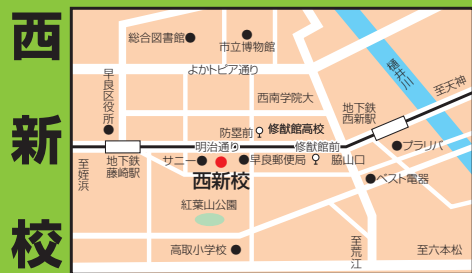 西新校
総合図書館
市立博物館
よかトピア通り
樋井川
至天神
早良区役所
西南学院大
地下鉄
西新駅
防塁前
修猷館高校
明治通り
修猷館前
プラリバ
至姪浜
地下鉄
藤崎駅
サニー
早良郵便局
脇山口
西新校
ベスト電器
紅葉山公園
高取小学校
至荒江
至六本松